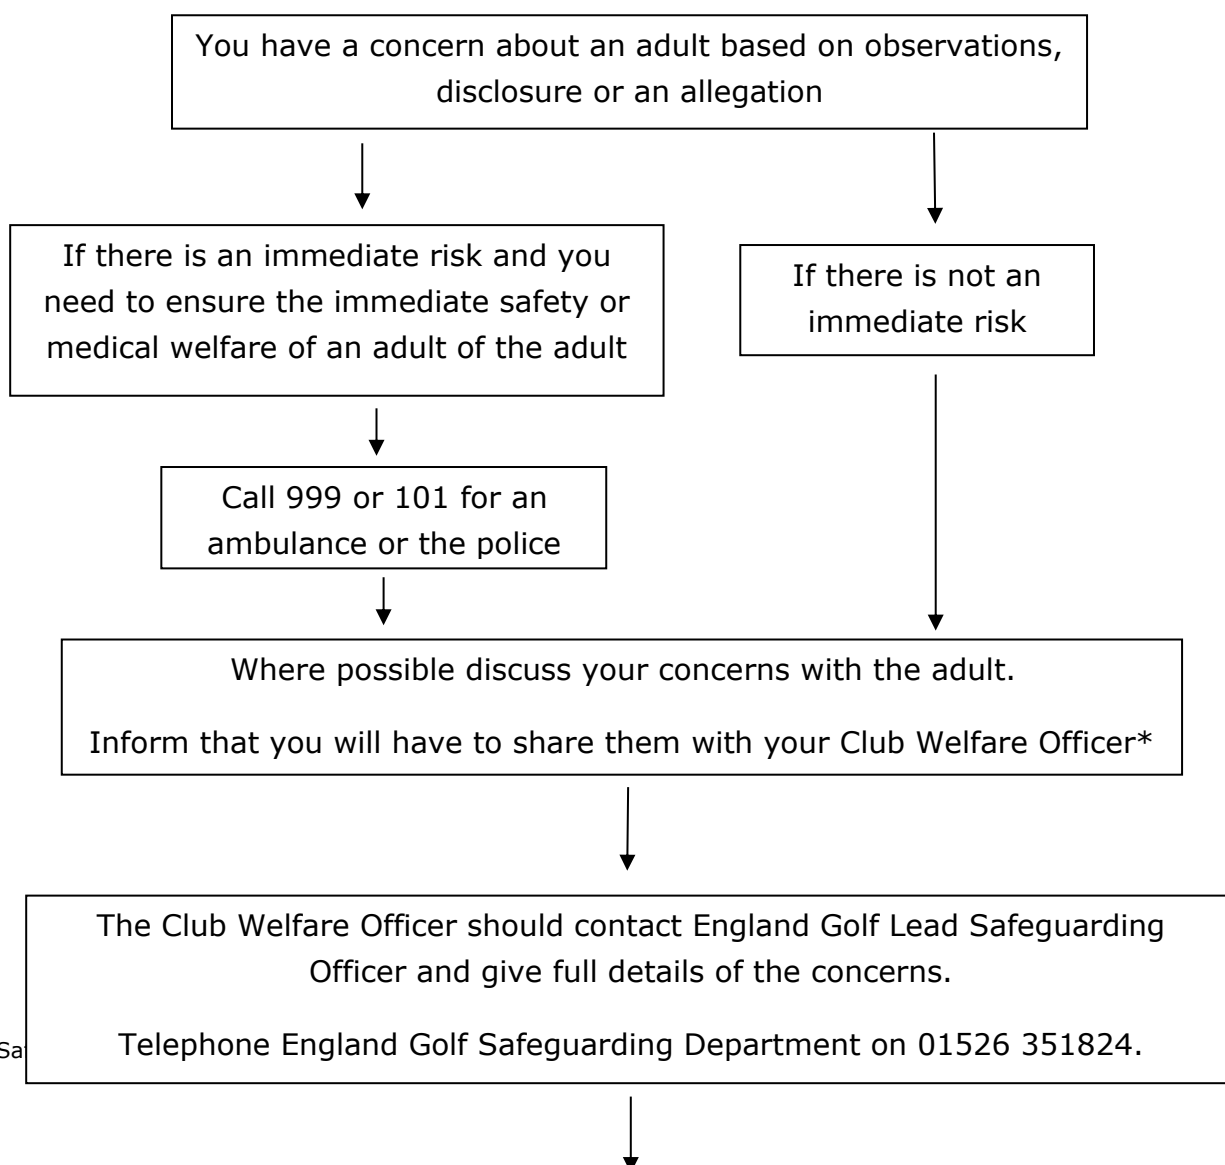 You have a concern about an adult based on observations,
disclosure or an allegation
If there is an immediate risk and you
need to ensure the immediate safety or
medical welfare of an adult of the adult
If there is not an
immediate risk
Call 999 or 101 for an
ambulance or the police
Where possible discuss your concerns with the adult.
Inform that you will have to share them with your Club Welfare Officer*
The Club Welfare Officer should contact England Golf Lead Safeguarding
Officer and give full details of the concerns.
Telephone England Golf Safeguarding Department on 01526 351824.